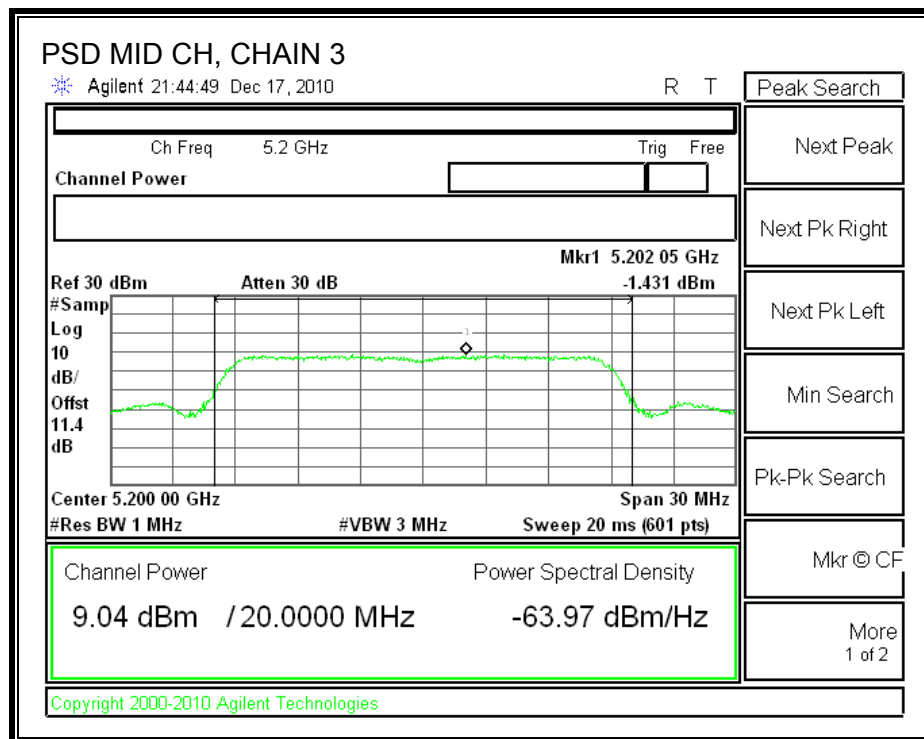 PSD MID CH, CHAIN 3
Agilent 21:44:49 Dec 17, 2010 R T
Peak Search
Ch Freq 5.2 GHz Trig Free
Channel Power
Next Peak
Next Pk Right
Mkr1 5.202 05 GHz
Ref 30 dBm Atten 30 dB -1.431 dBm
#Samp
Log
10
dB/
Offst
11.4
dB
1
Next Pk Left
Min Search
Pk-Pk Search
Center 5.200 00 GHz Span 30 MHz
#Res BW 1 MHz #VBW 3 MHz Sweep 20 ms (601 pts)
Channel Power Power Spectral Density
9.04 dBm / 20.0000 MHz -63.97 dBm/Hz
Mkr © CF
More
1 of 2
Copyright 2000-2010 Agilent Technologies